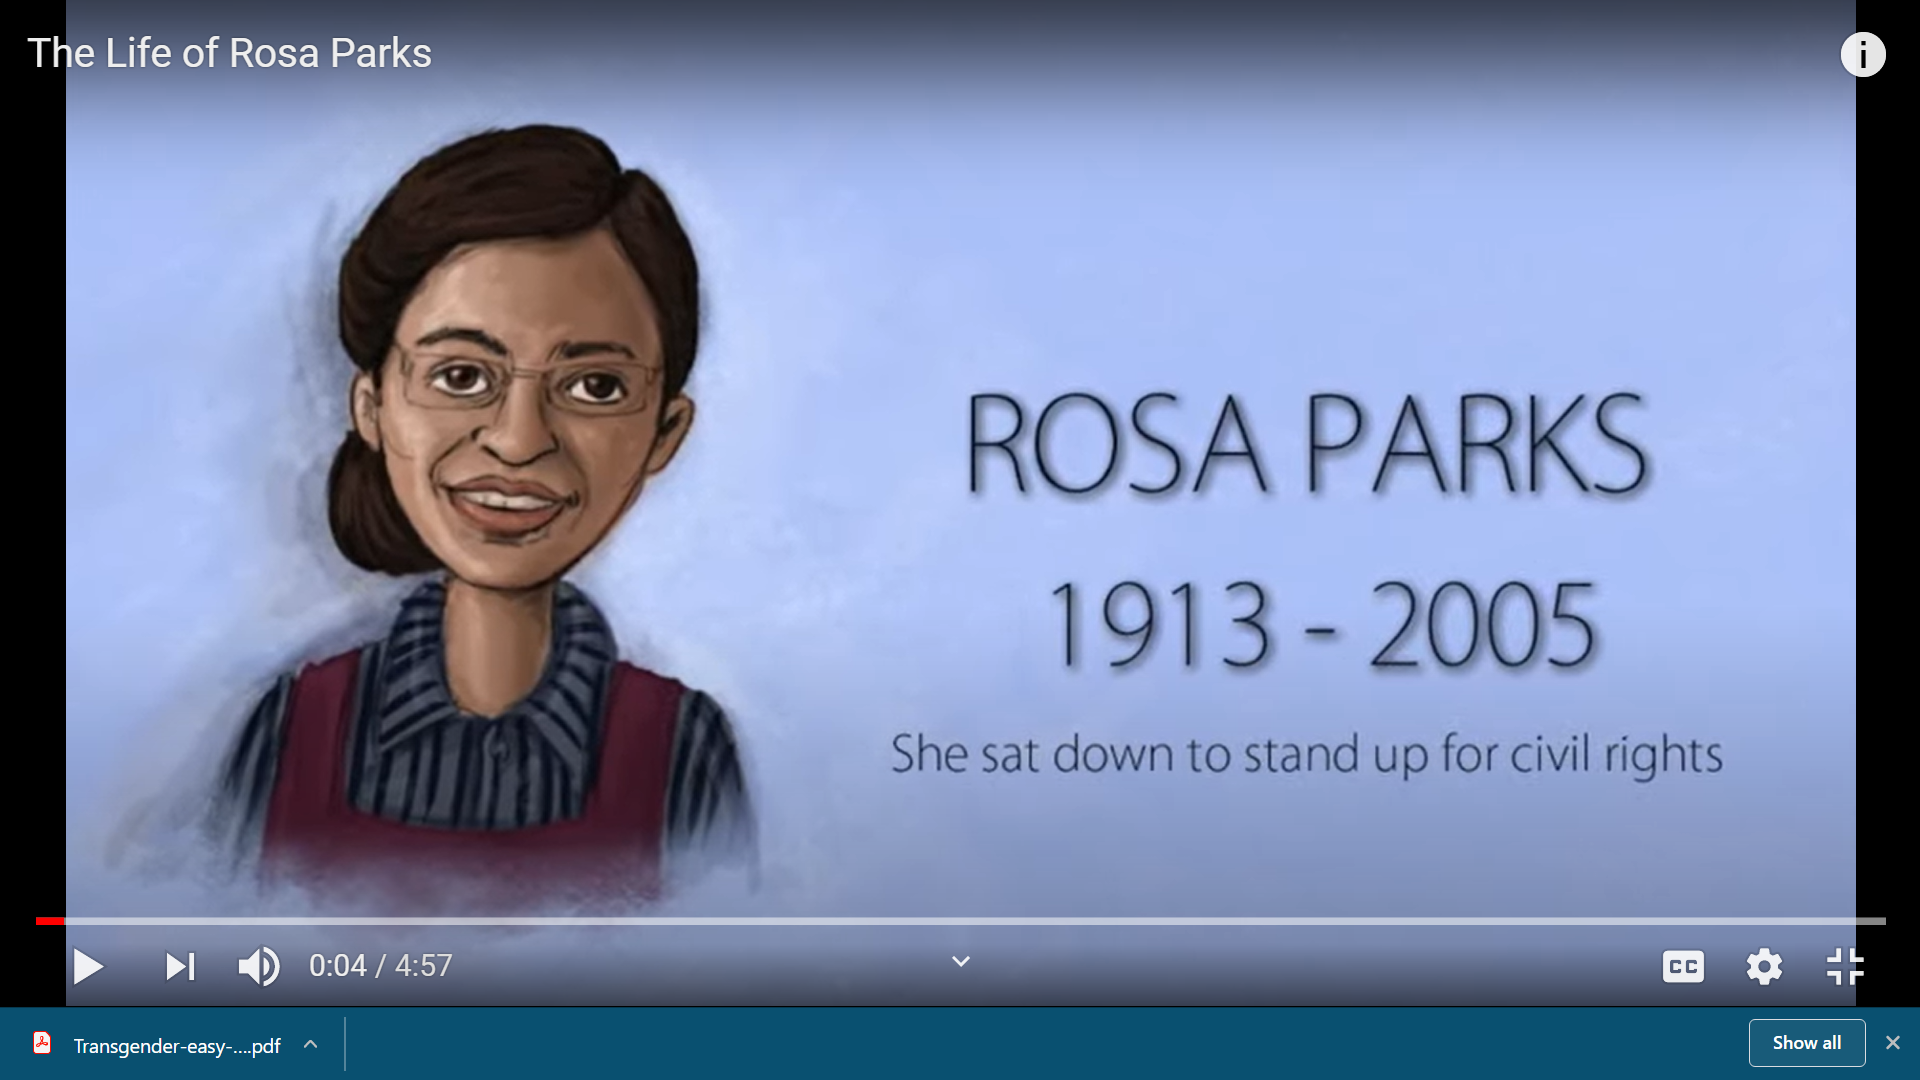 The Life of Rosa Parks
i
ROSA PARKS
1913 - 2005
She sat down to stand up for civil rights
0:04 / 4:57
CC
Transgender-easy-....pdf
Show all